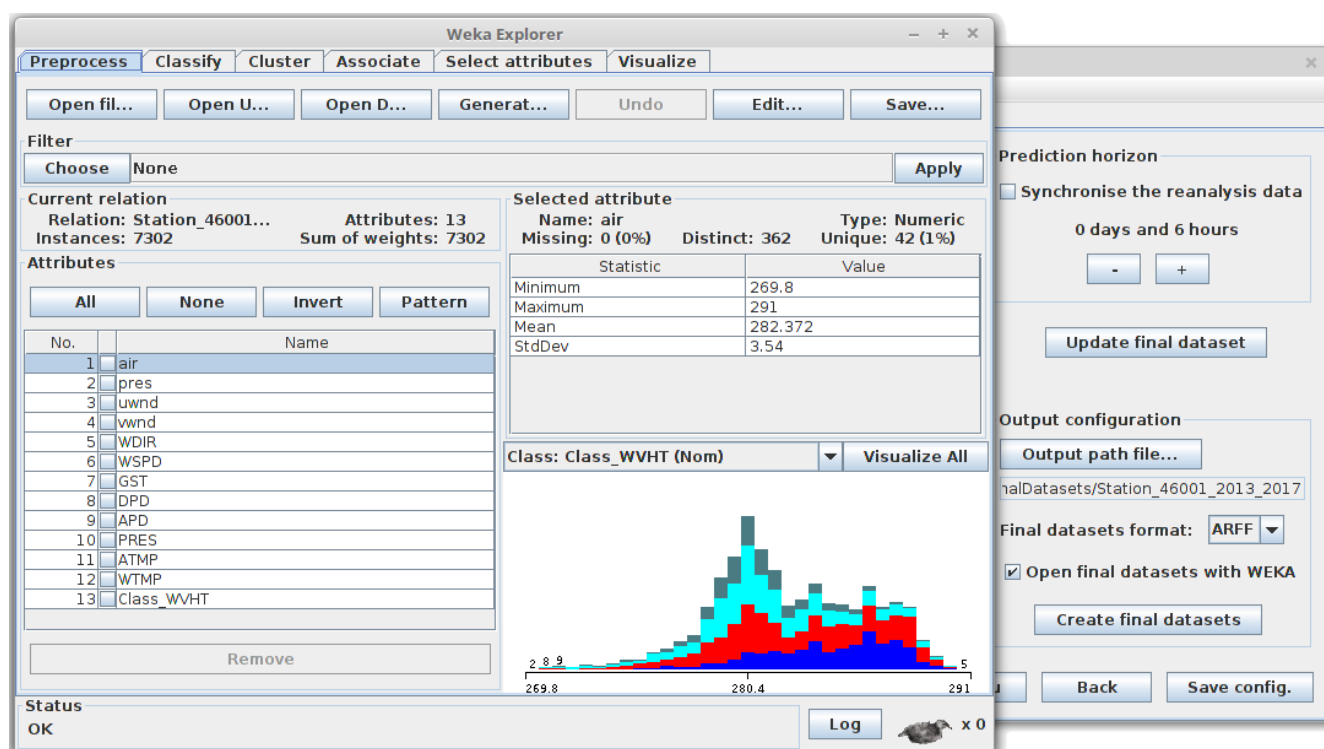 Weka Explorer
Preprocess Classify Cluster Associate Select attributes Visualize
Open fil... Open U... Open D... Generat... Undo Edit... Save...
Filter
Choose None Apply
Current relation
Relation: Station_46001... Attributes: 13
Instances: 7302 Sum of weights: 7302
Attributes
All None Invert Pattern
No. Name
1 air
2 pres
3 uwnd
4 vwnd
5 WDIR
6 WSPD
7 GST
8 DPD
9 APD
10 PRES
11 ATMP
12 WTMP
13 Class_WVHT
Remove
Selected attribute
Name: air Type: Numeric
Missing: 0 (0%) Distinct: 362 Unique: 42 (1%)
Statistic Value
Minimum 269.8
Maximum 291
Mean 282.372
StdDev 3.54
Class: Class_WVHT (Nom) Visualize All
2 8 9 5
269.8 280.4 291
Status
OK
Log x 0
Prediction horizon
Synchronise the reanalysis data
0 days and 6 hours
- +
Update final dataset
Output configuration
Output path file...
nalDatasets/Station_46001_2013_2017
Final datasets format: ARFF
Open final datasets with WEKA
Create final datasets
Back Save config.